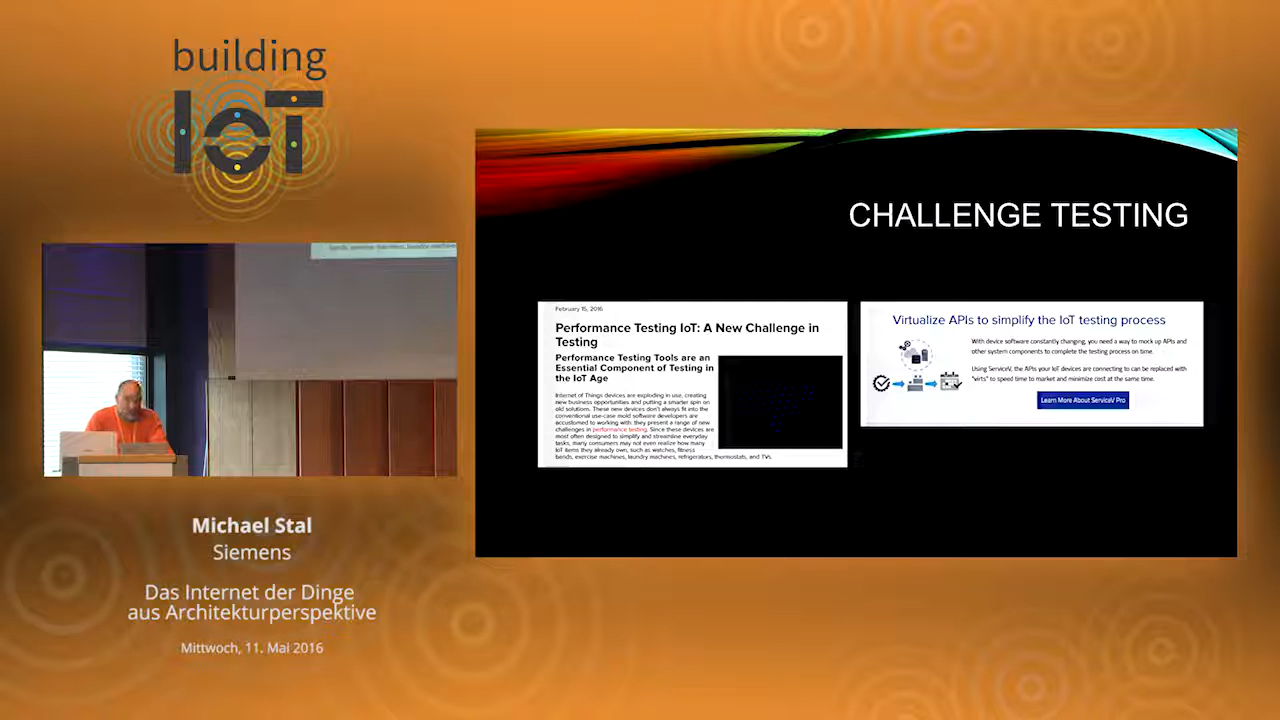 building
IoT
Michael Stal
Siemens
Das Internet der Dinge
aus Architekturperspektive
Mittwoch, 11. Mai 2016
CHALLENGE TESTING
February 15, 2016
Performance Testing IoT: A New Challenge in
Testing
Performance Testing Tools are an
Essential Component of Testing in
the IoT Age
Internet of Things devices are exploding in use, creating
new business opportunities and putting a smarter spin on
old solutions. These new devices don't always fit into the
conventional use-case mold software developers are
accustomed to working with: they present a range of new
challenges in performance testing. Since these devices are
most often designed to simplify and streamline everyday
tasks, many consumers may not even realize how many
IoT items they already own, such as watches, fitness
bands, exercise machines, laundry machines, refrigerators, thermostats, and TVs.
Virtualize APIs to simplify the IoT testing process
With device software constantly changing, you need a way to mock up APIs and
other system components to complete the testing process on time.
Using ServiceV, the APIs your IoT devices are connecting to can be replaced with
"virts" to speed time to market and minimize cost at the same time.
Learn More About ServiceV Pro